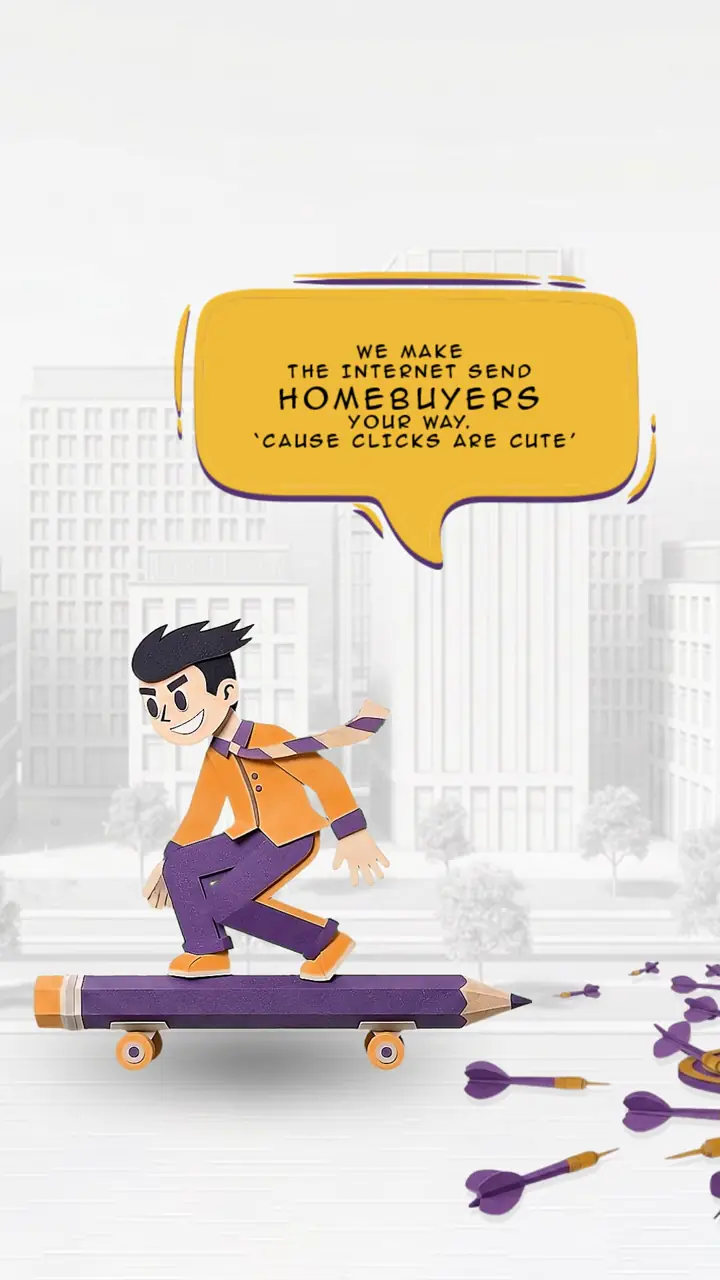 WE MAKE
THE INTERNET SEND
HOMEBUYERS
YOUR WAY.
‘CAUSE CLICKS ARE CUTE’